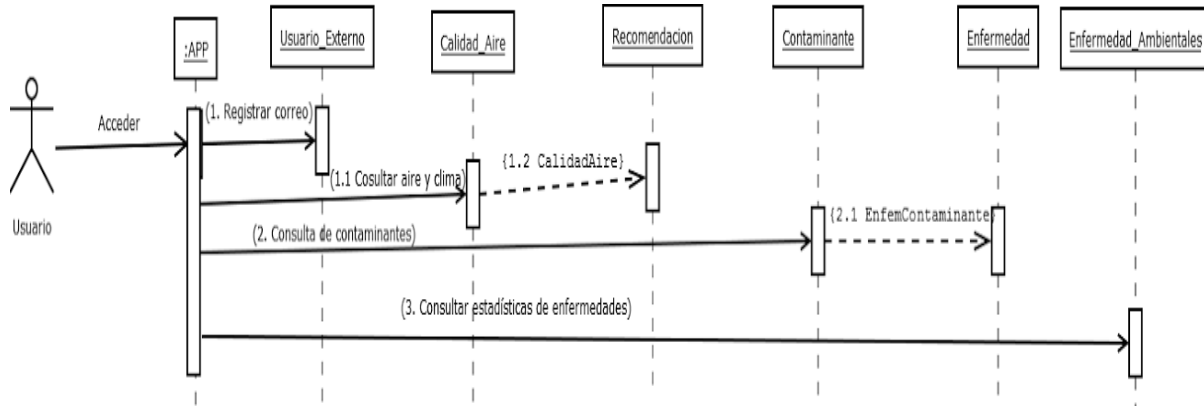 :APP
Usuario_Externo
Calidad_Aire
Recomendacion
Contaminante
Enfermedad
Enfermedad_Ambientales
Acceder
(1. Registrar correo)
{1.2 CalidadAire}
(1.1 Cosultar aire y clima)
Usuario
{2.1 EnfemContaminante}
(2. Consulta de contaminantes)
(3. Consultar estadísticas de enfermedades)